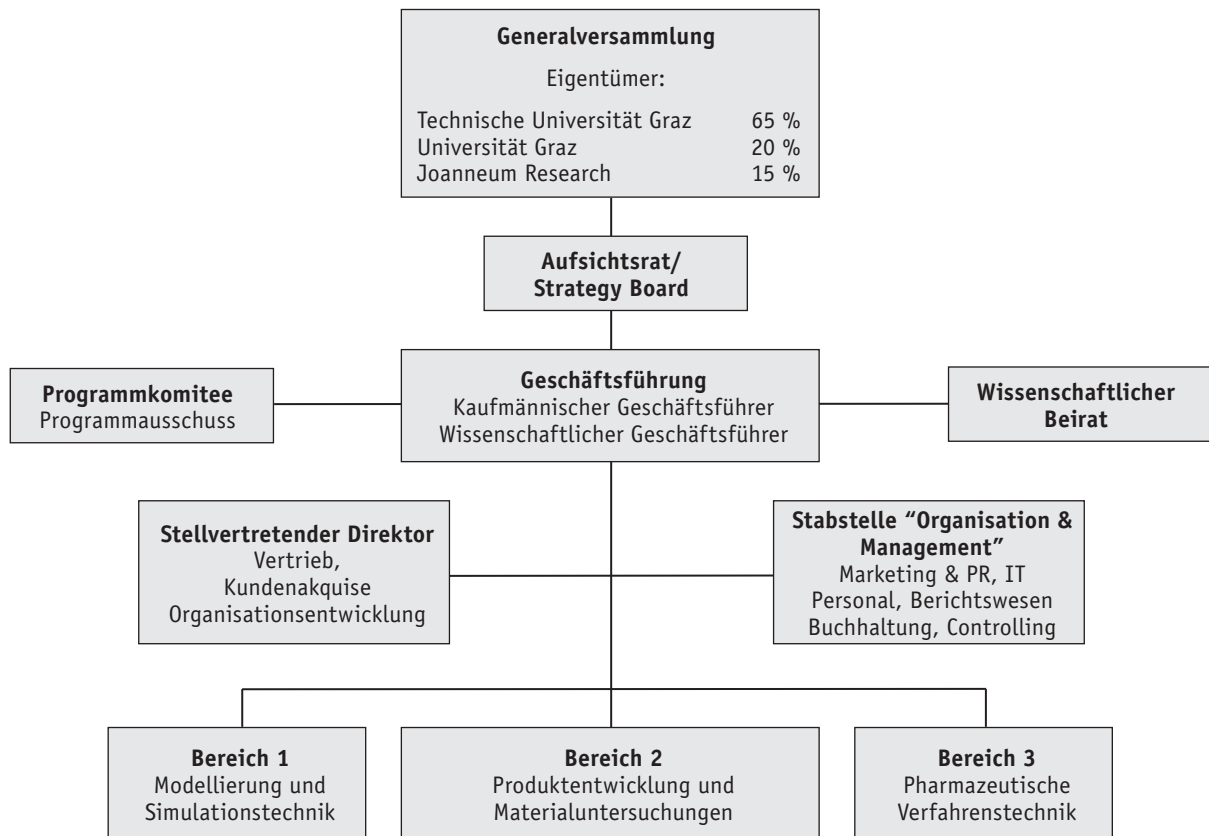 Generalversammlung
Eigentümer:
Technische Universität Graz 65 %
Universität Graz 20 %
Joanneum Research 15 %
Aufsichtsrat/
Strategy Board
Programmkomitee
Programmausschuss
Geschäftsführung
Kaufmännischer Geschäftsführer
Wissenschaftlicher Geschäftsführer
Wissenschaftlicher
Beirat
Stellvertretender Direktor
Vertrieb,
Kundenakquise
Organisationsentwicklung
Stabstelle “Organisation &
Management”
Marketing & PR, IT
Personal, Berichtswesen
Buchhaltung, Controlling
Bereich 1
Modellierung und
Simulationstechnik
Bereich 2
Produktentwicklung und
Materialuntersuchungen
Bereich 3
Pharmazeutische
Verfahrenstechnik